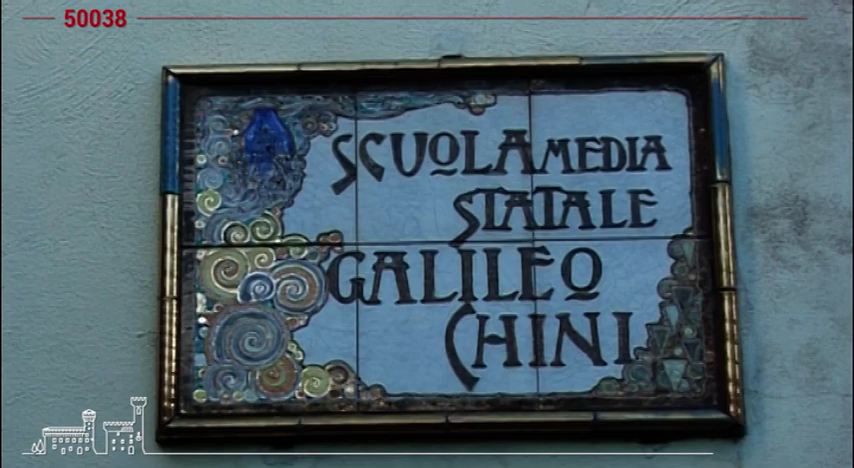 50038
SCUOLA MEDIA
STATALE
GALILEO
CHINI